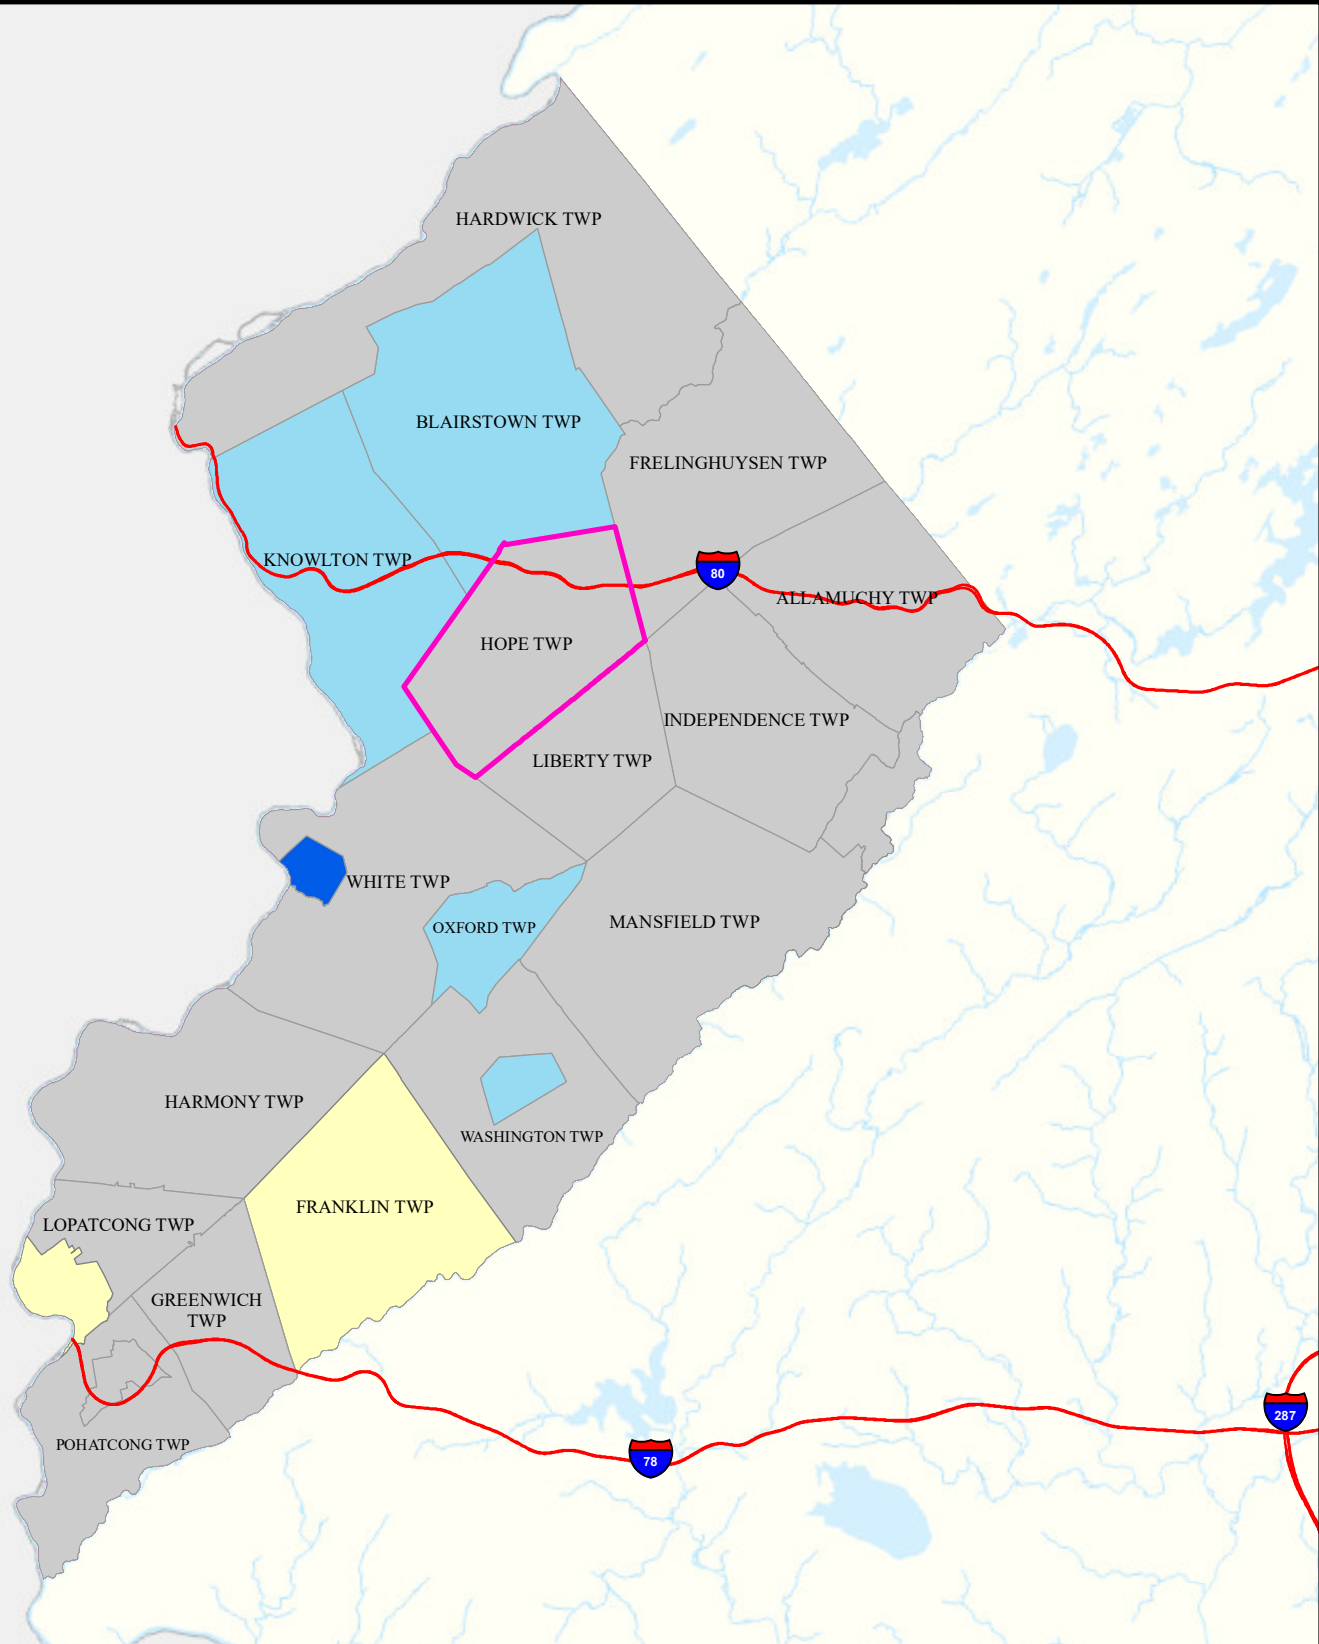 HARDWICK TWP
BLAIRSTOWN TWP
FRELINGHUYSEN TWP
KNOWLTON TWP
80
ALLAMUCHY TWP
HOPE TWP
INDEPENDENCE TWP
LIBERTY TWP
WHITE TWP
OXFORD TWP
MANSFIELD TWP
HARMONY TWP
WASHINGTON TWP
FRANKLIN TWP
LOPATCONG TWP
GREENWICH
TWP
287
POHATCONG TWP
78